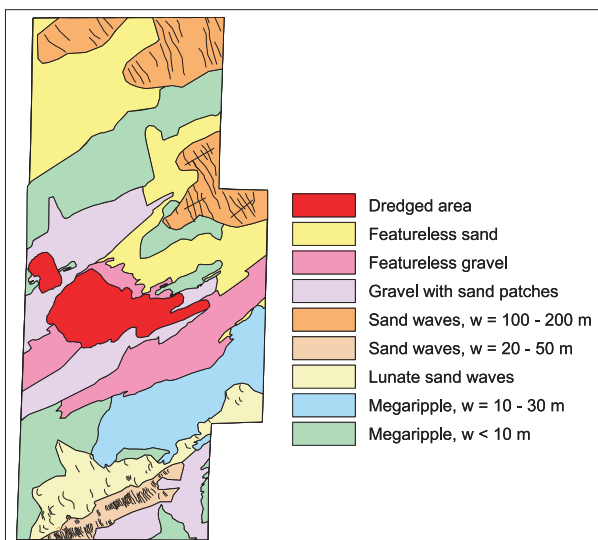 Dredged area
Featureless sand
Featureless gravel
Gravel with sand patches
Sand waves, w = 100 - 200 m
Sand waves, w = 20 - 50 m
Lunate sand waves
Megaripple, w = 10 - 30 m
Megaripple, w < 10 m